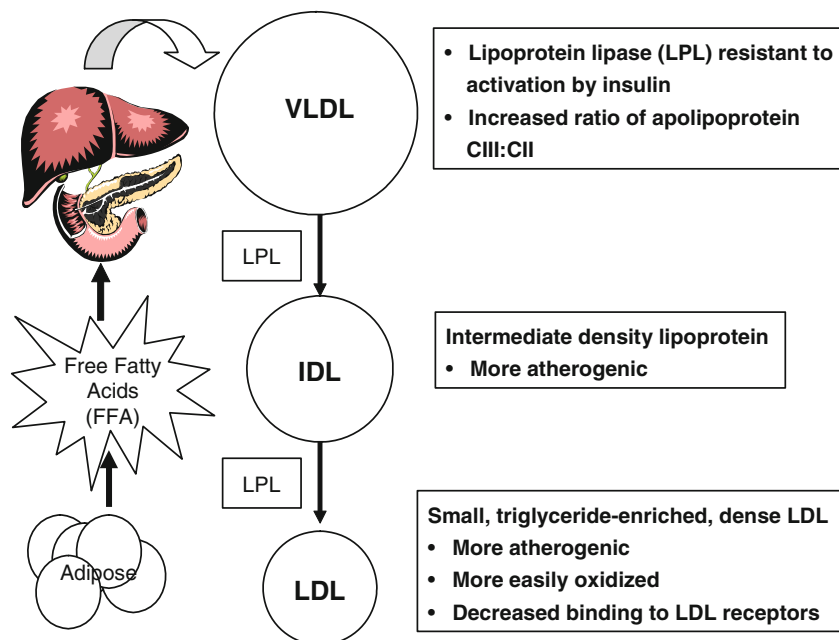 VLDL
• Lipoprotein lipase (LPL) resistant to
activation by insulin
• Increased ratio of apolipoprotein
CIII:CII
LPL
Free Fatty
Acids
(FFA)
IDL
Intermediate density lipoprotein
• More atherogenic
LPL
Adipose
LDL
Small, triglyceride-enriched, dense LDL
• More atherogenic
• More easily oxidized
• Decreased binding to LDL receptors